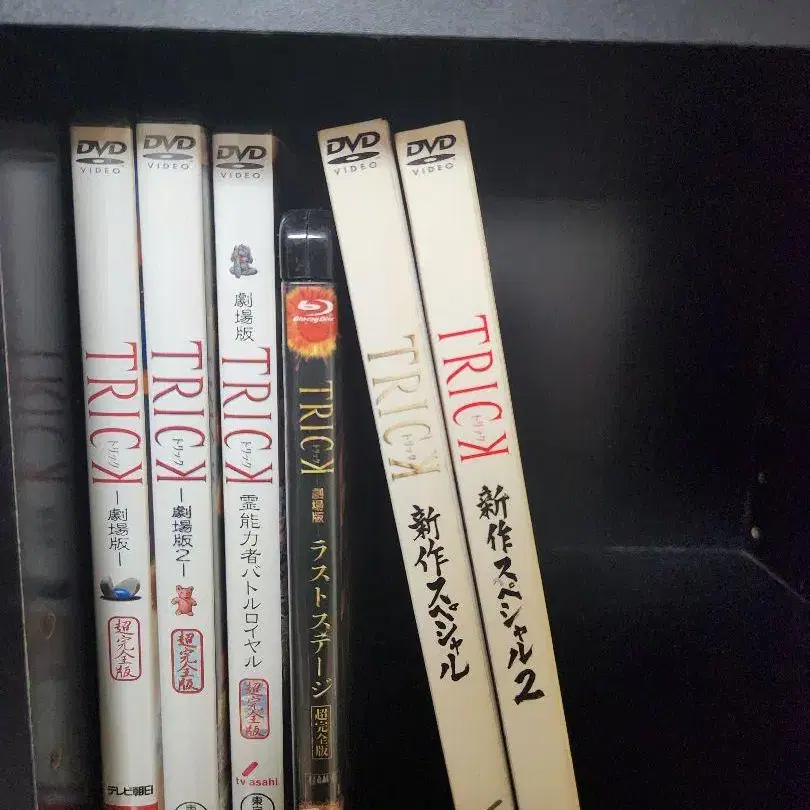 DVD
VIDEO
TRICK
トリック
―劇場版―
超完全版
テレビ朝日
DVD
VIDEO
TRICK
トリック
―劇場版2―
超完全版
DVD
VIDEO
劇場版
TRICK
トリック
霊能力者バトルロイヤル
超完全版
tv asahi
Blu-ray Disc
TRICK
トリック
劇場版
ラストステージ
超完全版
DVD
VIDEO
TRICK
トリック
新作スペシャル
DVD
VIDEO
TRICK
トリック
新作スペシャル2